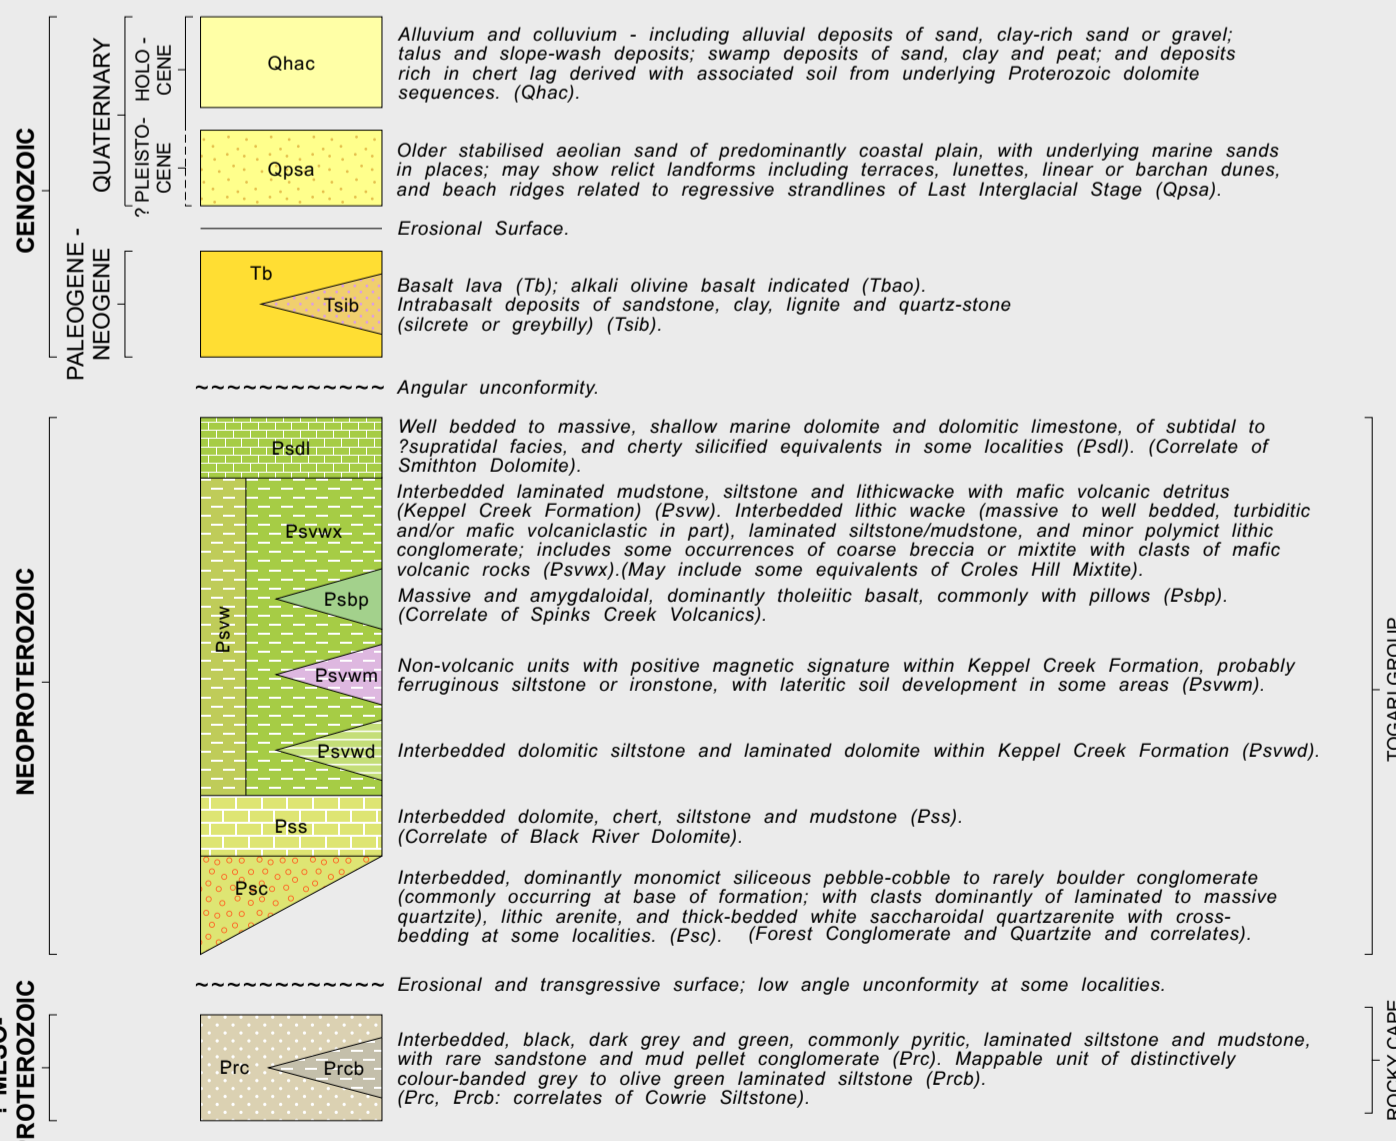 CENOZOIC
QUATERNARY
HOLO -
CENE
Qhac
Alluvium and colluvium - including alluvial deposits of sand, clay-rich sand or gravel;
talus and slope-wash deposits; swamp deposits of sand, clay and peat; and deposits
rich in chert lag derived with associated soil from underlying Proterozoic dolomite
sequences. (Qhac).
? PLEISTO-
CENE
Qpsa
Older stabilised aeolian sand of predominantly coastal plain, with underlying marine sands
in places; may show relict landforms including terraces, lunettes, linear or barchan dunes,
and beach ridges related to regressive strandlines of Last Interglacial Stage (Qpsa).
Erosional Surface.
PALEOGENE -
NEOGENE
Tb
Tsib
Basalt lava (Tb); alkali olivine basalt indicated (Tbao).
Intrabasalt deposits of sandstone, clay, lignite and quartz-stone
(silcrete or greybilly) (Tsib).
Angular unconformity.
NEOPROTEROZOIC
Psdl
Well bedded to massive, shallow marine dolomite and dolomitic limestone, of subtidal to
?supratidal facies, and cherty silicified equivalents in some localities (Psdl). (Correlate of
Smithton Dolomite).
Psvw
Psvwx
Interbedded laminated mudstone, siltstone and lithicwacke with mafic volcanic detritus
(Keppel Creek Formation) (Psvw). Interbedded lithic wacke (massive to well bedded, turbiditic
and/or mafic volcaniclastic in part), laminated siltstone/mudstone, and minor polymict lithic
conglomerate; includes some occurrences of coarse breccia or mixtite with clasts of mafic
volcanic rocks (Psvwx).(May include some equivalents of Croles Hill Mixtite).
Psbp
Massive and amygdaloidal, dominantly tholeiitic basalt, commonly with pillows (Psbp).
(Correlate of Spinks Creek Volcanics).
Psvwm
Non-volcanic units with positive magnetic signature within Keppel Creek Formation, probably
ferruginous siltstone or ironstone, with lateritic soil development in some areas (Psvwm).
Psvwd
Interbedded dolomitic siltstone and laminated dolomite within Keppel Creek Formation (Psvwd).
Pss
Interbedded dolomite, chert, siltstone and mudstone (Pss).
(Correlate of Black River Dolomite).
Psc
Interbedded, dominantly monomict siliceous pebble-cobble to rarely boulder conglomerate
(commonly occurring at base of formation; with clasts dominantly of laminated to massive
quartzite), lithic arenite, and thick-bedded white saccharoidal quartzarenite with cross-
bedding at some localities. (Psc). (Forest Conglomerate and Quartzite and correlates).
TOGARI GROUP
Erosional and transgressive surface; low angle unconformity at some localities.
? MESO-
ROTEROZOIC
Prc
Prcb
Interbedded, black, dark grey and green, commonly pyritic, laminated siltstone and mudstone,
with rare sandstone and mud pellet conglomerate (Prc). Mappable unit of distinctively
colour-banded grey to olive green laminated siltstone (Prcb).
(Prc, Prcb: correlates of Cowrie Siltstone).
ROCKY CAPE